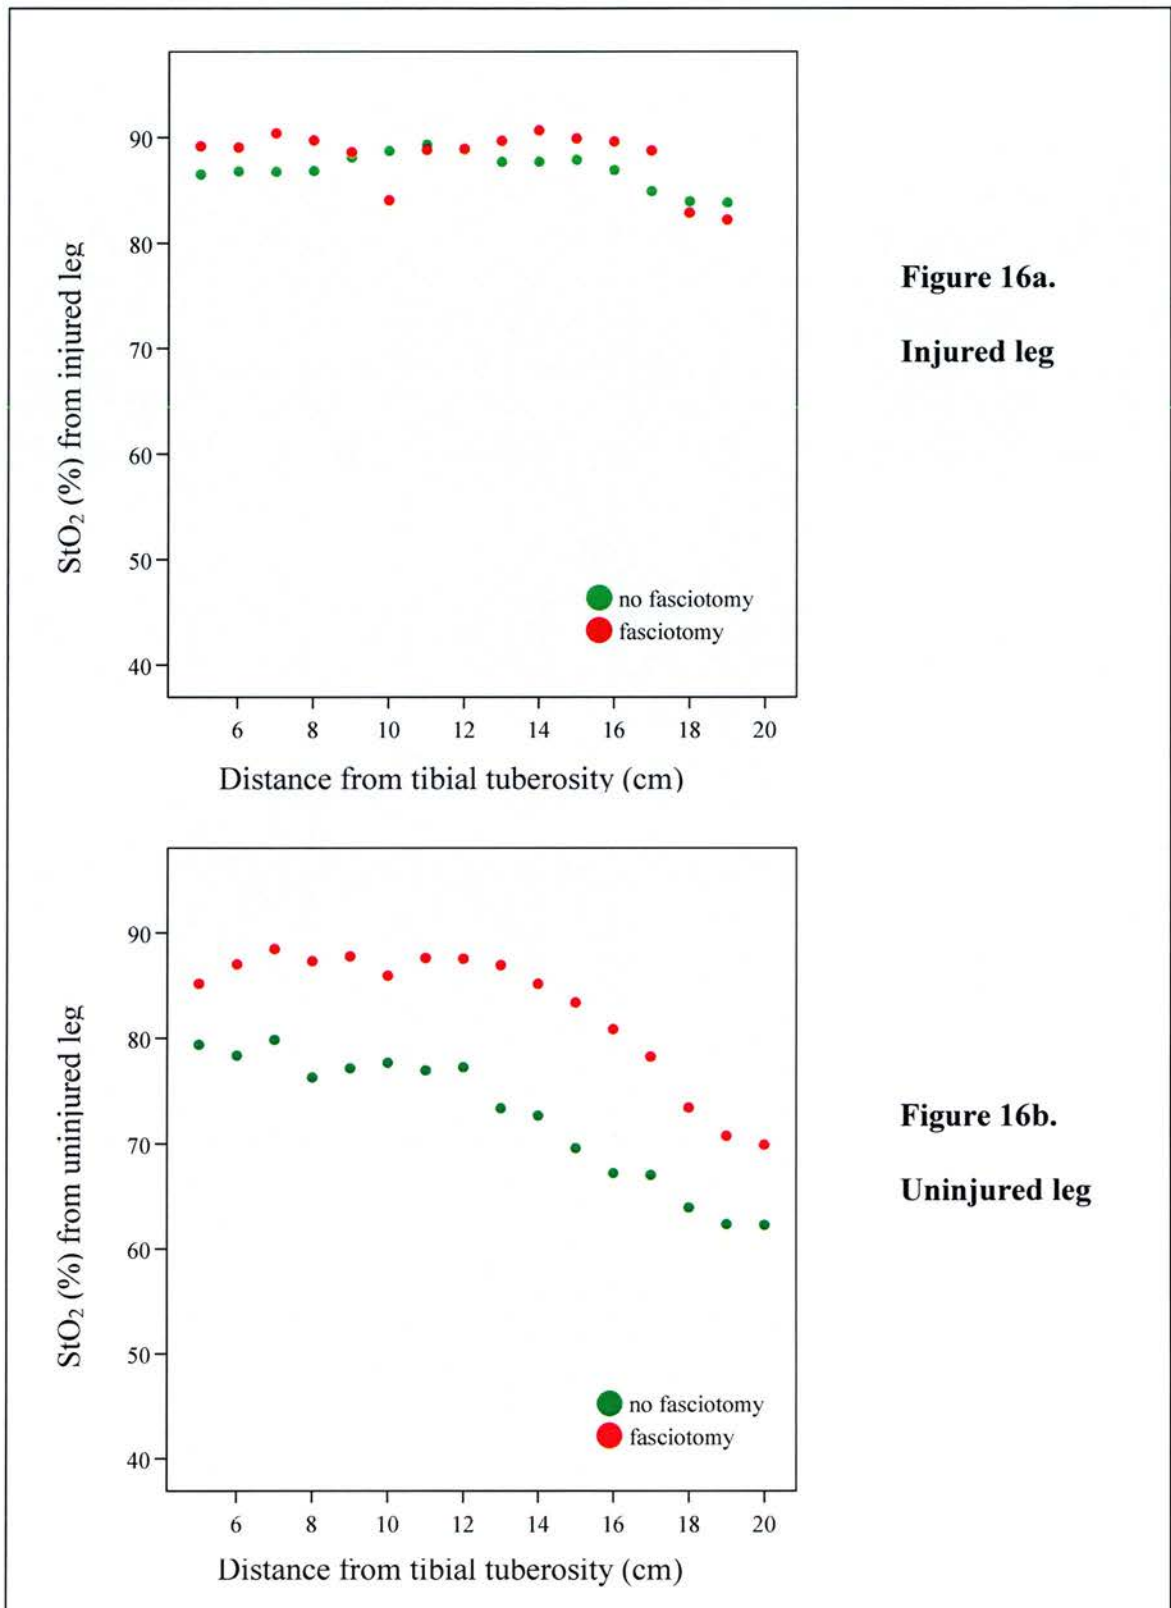 90
80
70
60
50
40
StO₂ (%) from injured leg
no fasciotomy
fasciotomy
6 8 10 12 14 16 18 20
Distance from tibial tuberosity (cm)
Figure 16a.
Injured leg
90
80
70
60
50
40
StO₂ (%) from uninjured leg
no fasciotomy
fasciotomy
6 8 10 12 14 16 18 20
Distance from tibial tuberosity (cm)
Figure 16b.
Uninjured leg